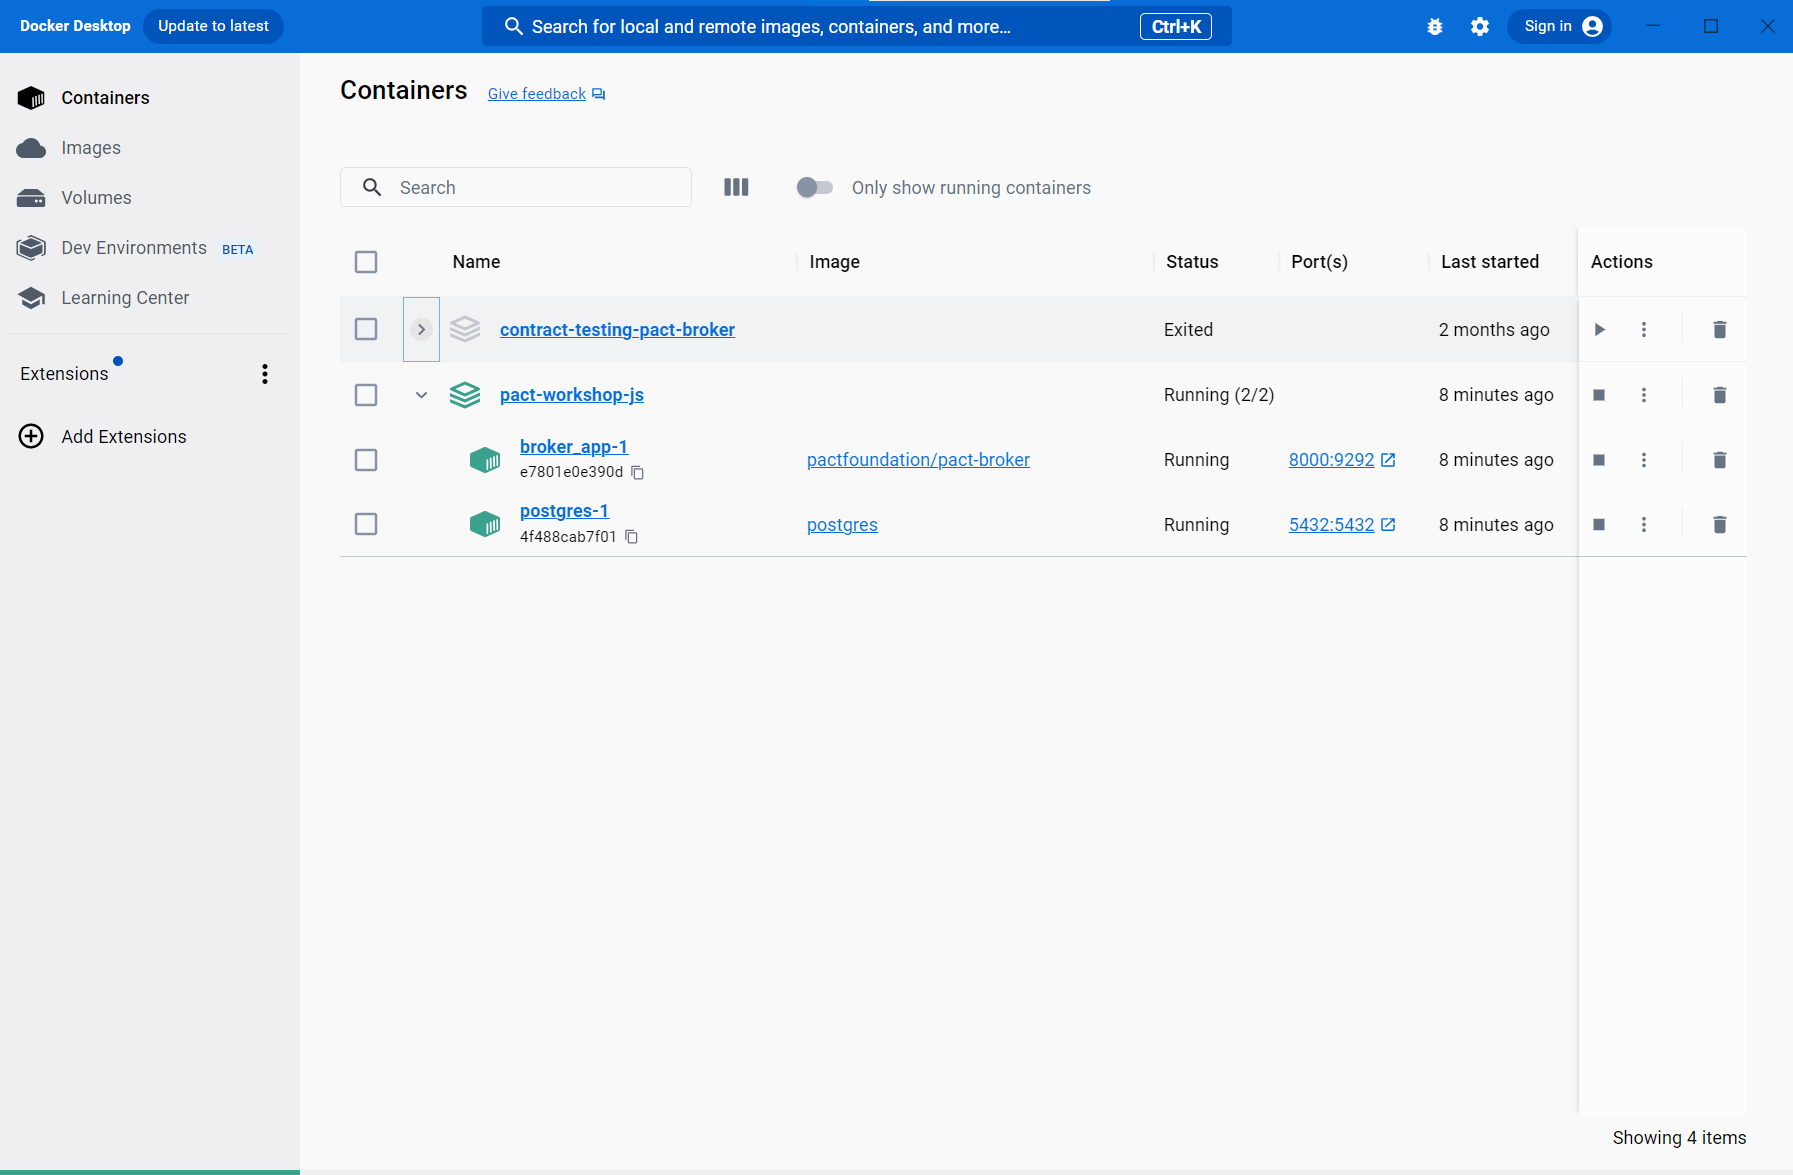 Docker Desktop Update to latest Search for local and remote images, containers, and more... Ctrl+K Sign in
Containers
Images
Volumes
Dev Environments BETA
Learning Center
Extensions
Add Extensions
Containers Give feedback
Search Only show running containers
Name Image Status Port(s) Last started Actions
contract-testing-pact-broker Exited 2 months ago
pact-workshop-js Running (2/2) 8 minutes ago
broker_app-1
e7801e0e390d
pactfoundation/pact-broker Running 8000:9292 8 minutes ago
postgres-1
4f488cab7f01
postgres Running 5432:5432 8 minutes ago
Showing 4 items